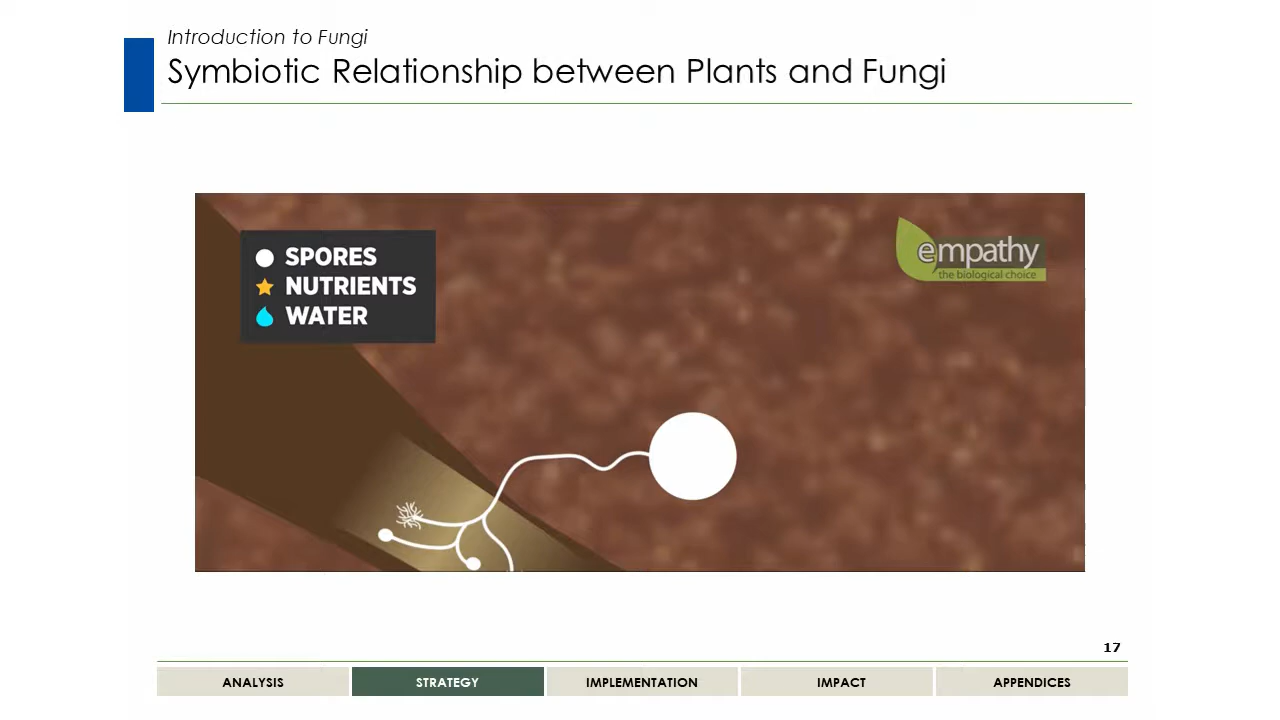 Introduction to Fungi
Symbiotic Relationship between Plants and Fungi
SPORES
NUTRIENTS
WATER
empathy
the biological choice
17
ANALYSIS
STRATEGY
IMPLEMENTATION
IMPACT
APPENDICES